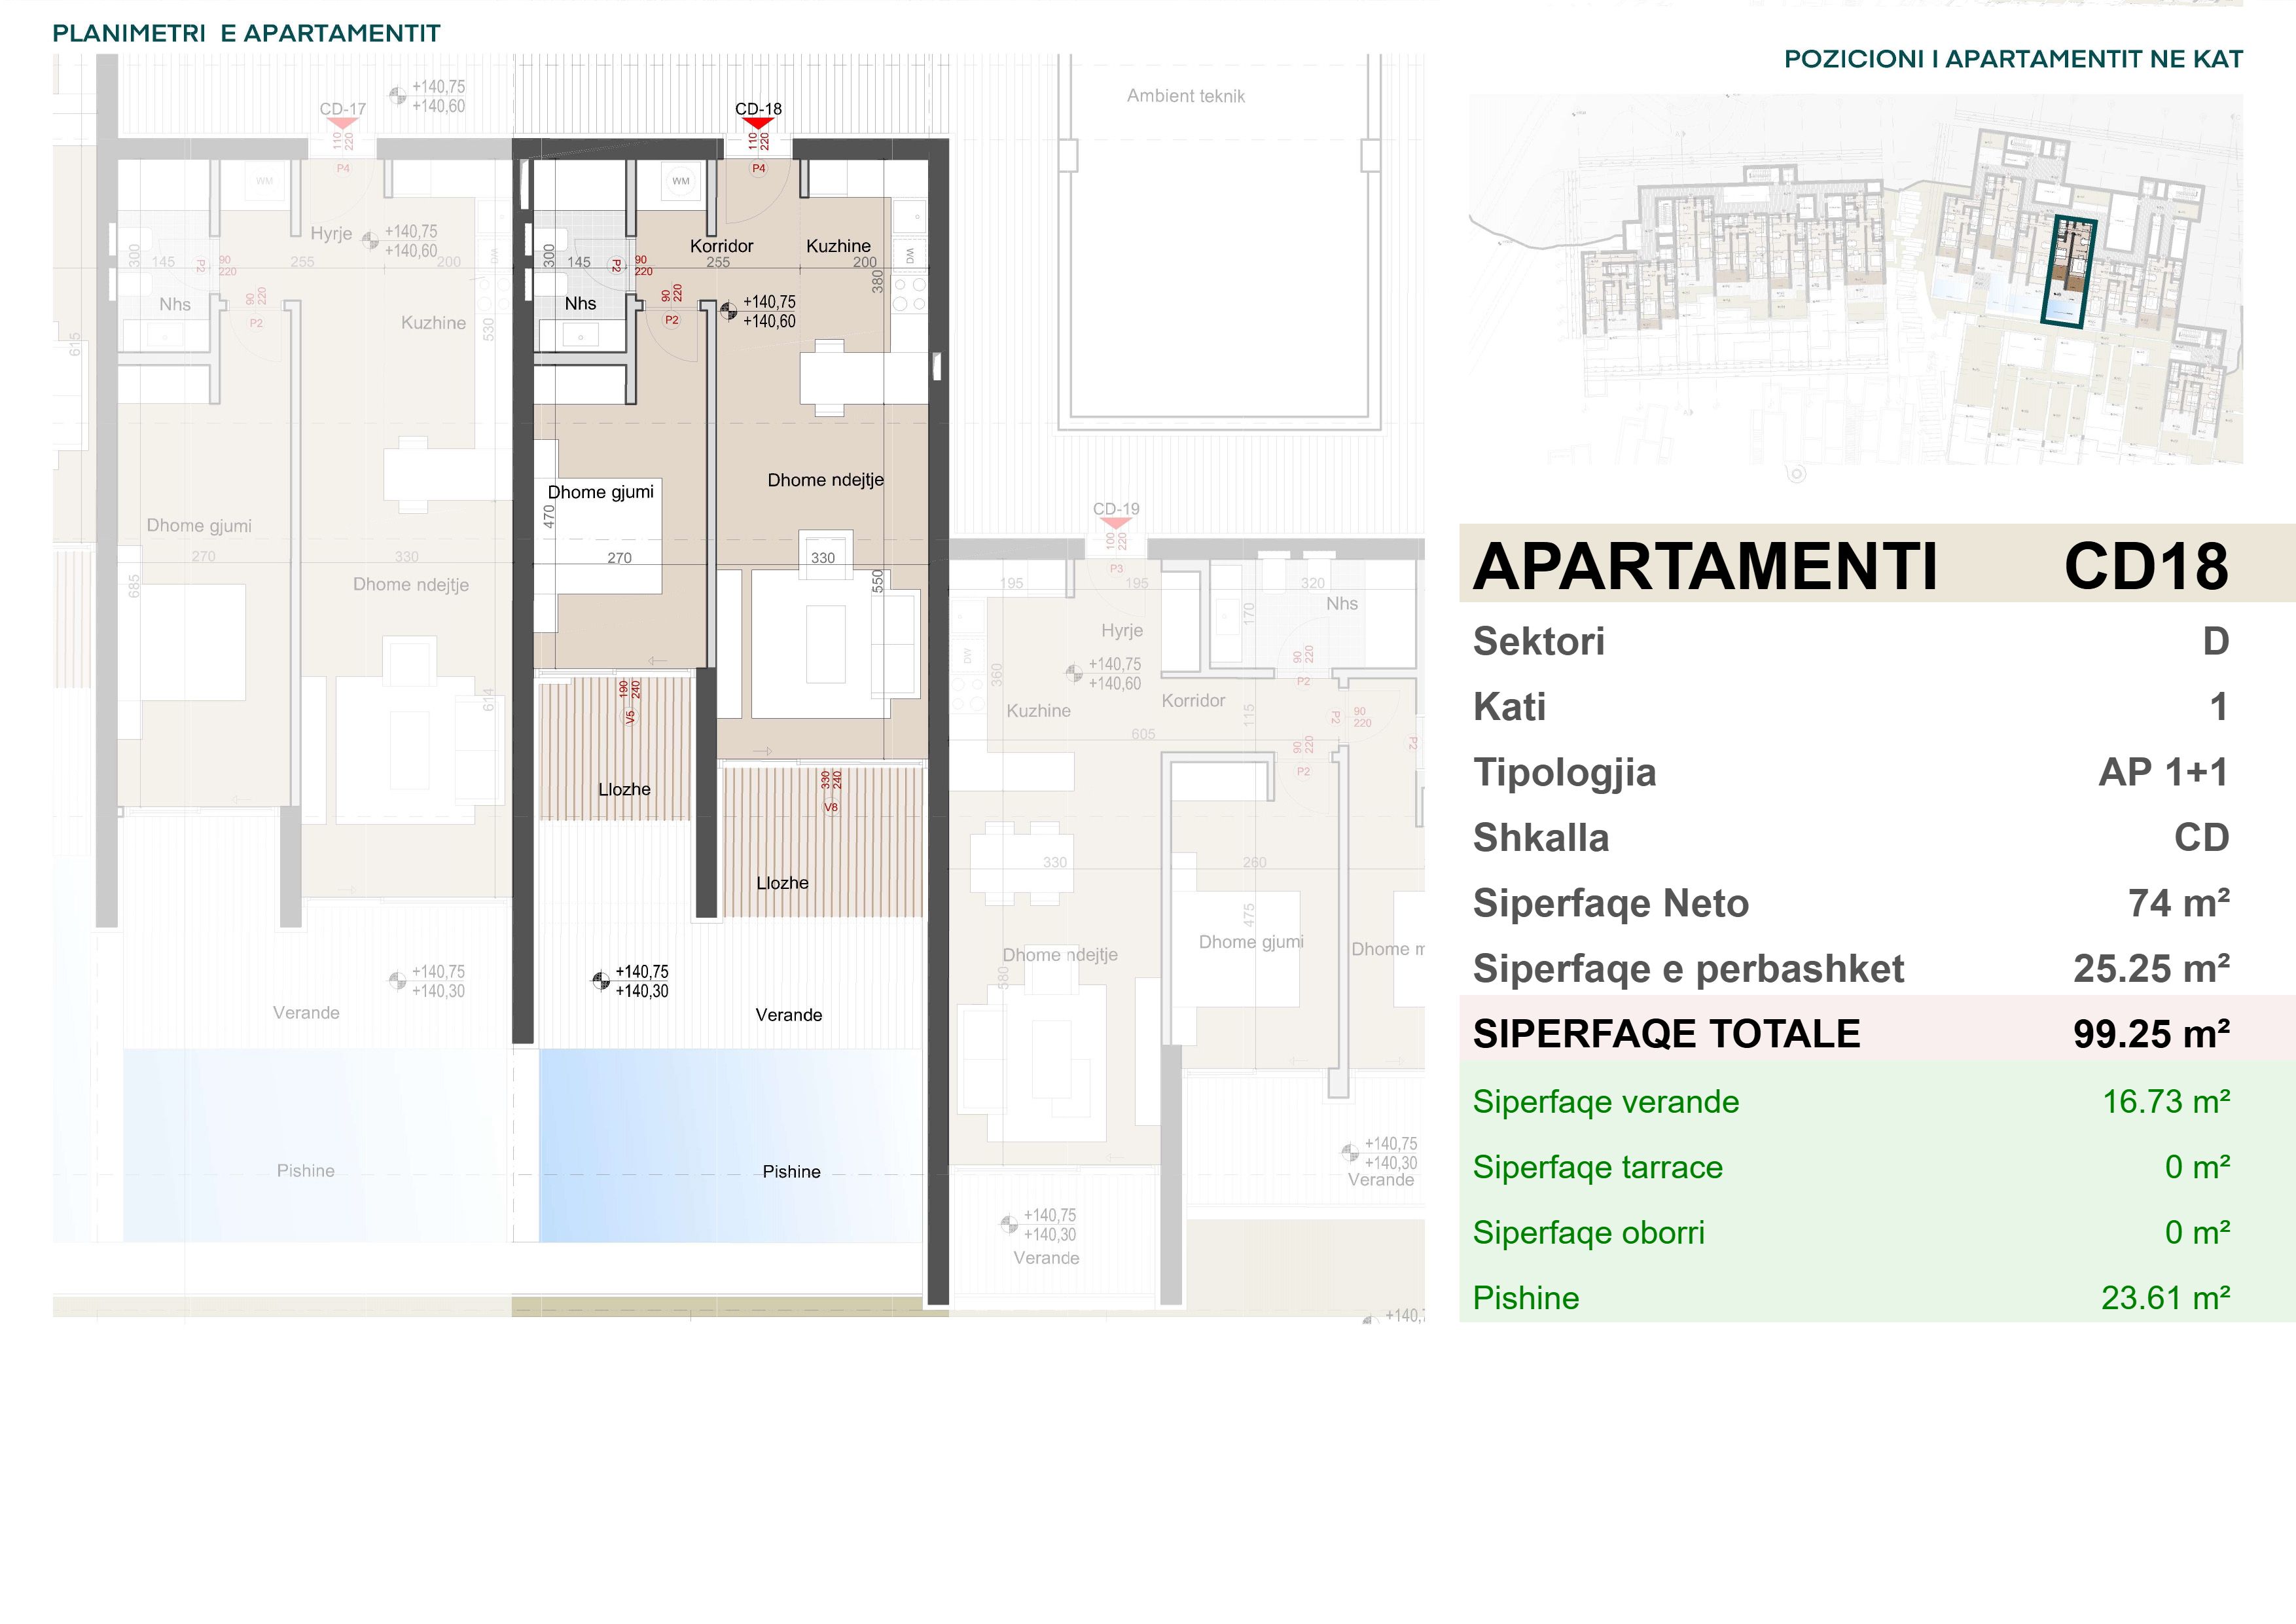 PLANIMETRI E APARTAMENTIT
POZICIONI I APARTAMENTIT NE KAT
CD-17
+140,75
+140,60
110
220
P4
WM
Hyrje
+140,75
+140,60
300
145
P2
90
220
255
200
Nhs
90
220
P2
Kuzhine
530
615
Dhome gjumi
270
330
Dhome ndejtje
685
614
+140,75
+140,30
Verande
Pishine
CD-18
110
220
P4
WM
Korridor
Kuzhine
300
145
P2
90
220
255
200
380
DW
Nhs
90
220
P2
+140,75
+140,60
Dhome ndejtje
Dhome gjumi
470
270
330
550
190
240
V5
Llozhe
330
240
V8
Llozhe
+140,75
+140,30
Verande
Pishine
Ambient teknik
CD-19
100
220
P3
195
195
320
Nhs
170
Hyrje
DW
360
+140,75
+140,60
90
220
P2
Kuzhine
Korridor
115
P2
90
220
605
90
220
P2
P2
330
260
475
Dhome gjumi
Dhome m
Dhome ndejtje
580
+140,75
+140,30
Verande
+140,75
+140,30
Verande
APARTAMENTI CD18
Sektori D
Kati 1
Tipologjia AP 1+1
Shkalla CD
Siperfaqe Neto 74 m²
Siperfaqe e perbashket 25.25 m²
SIPERFAQE TOTALE 99.25 m²
Siperfaqe verande 16.73 m²
Siperfaqe tarrace 0 m²
Siperfaqe oborri 0 m²
Pishine 23.61 m²